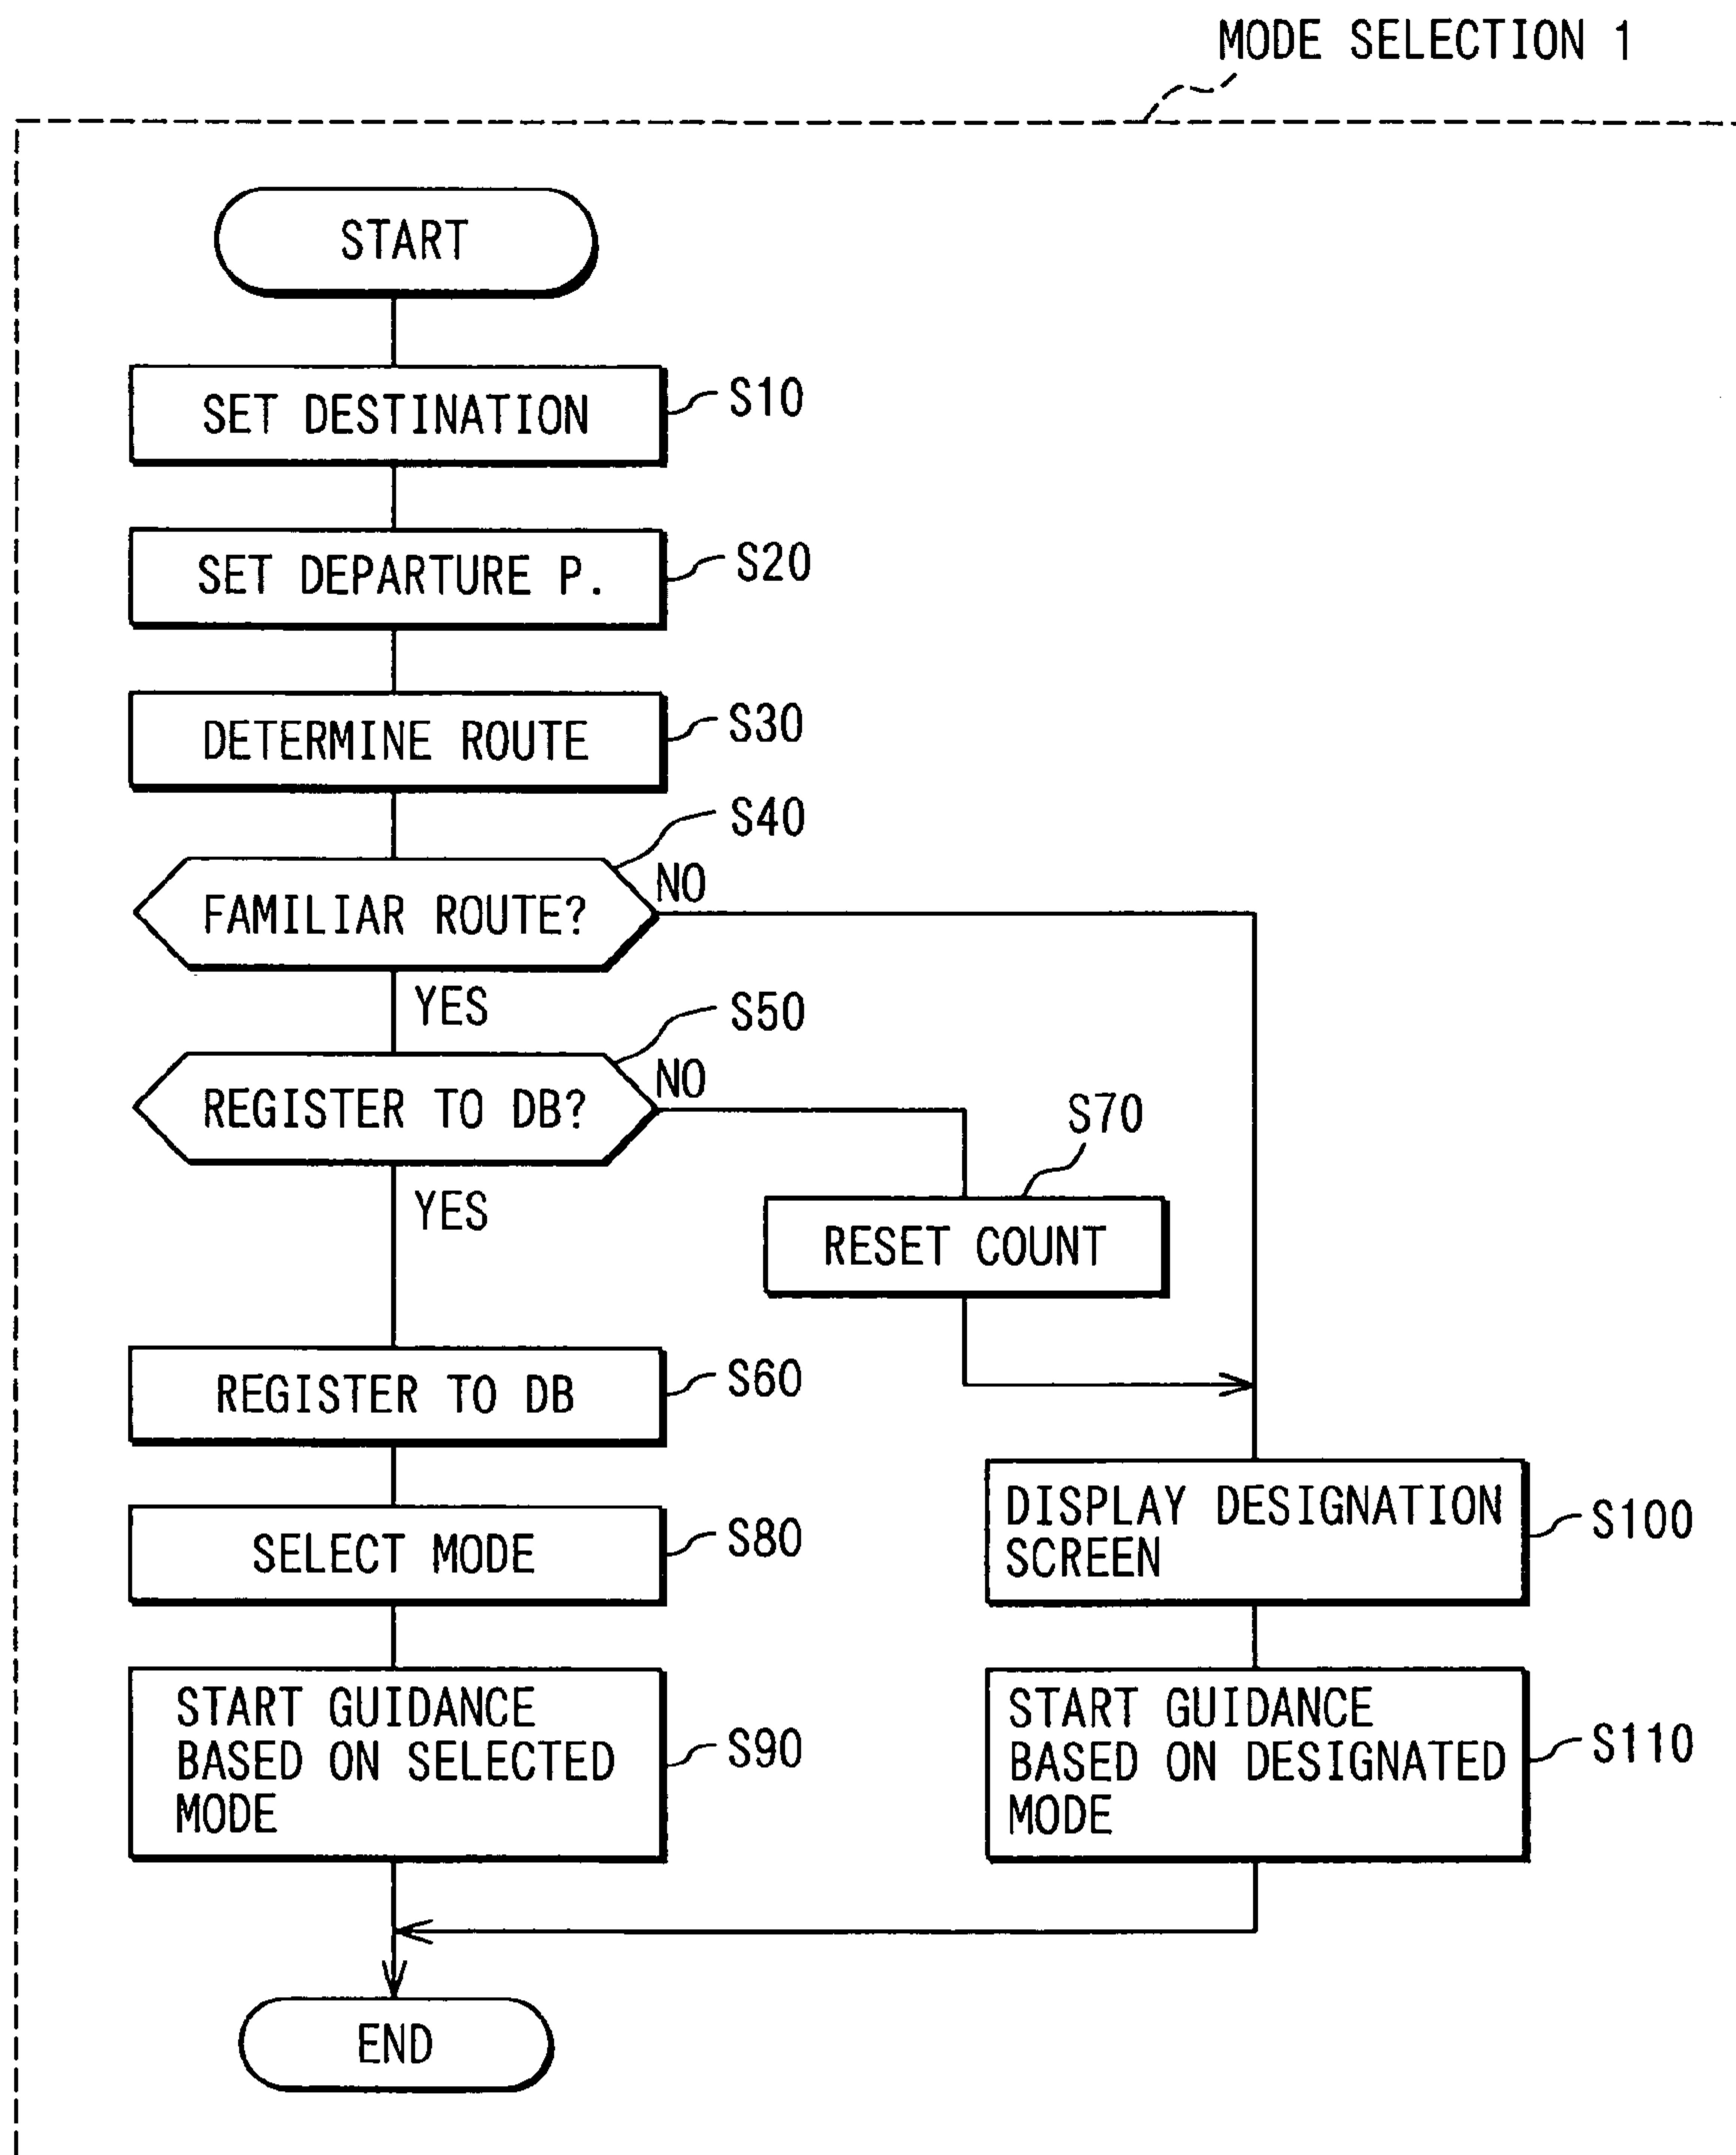 MODE SELECTION 1
START
SET DESTINATION
S10
SET DEPARTURE P.
S20
DETERMINE ROUTE
S30
S40
FAMILIAR ROUTE?
NO
YES
S50
REGISTER TO DB?
NO
YES
S70
RESET COUNT
REGISTER TO DB
S60
SELECT MODE
S80
DISPLAY DESIGNATION
SCREEN
S100
START GUIDANCE
BASED ON SELECTED
MODE
S90
START GUIDANCE
BASED ON DESIGNATED
MODE
S110
END